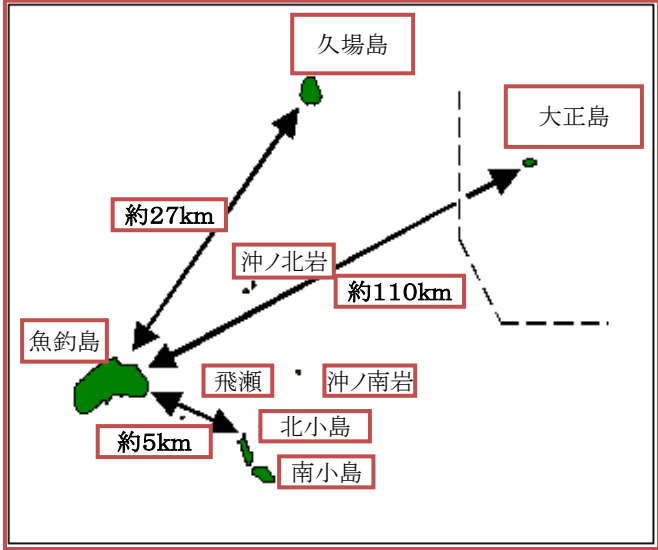 久場島
大正島
約27km
沖ノ北岩
約110km
魚釣島
飛瀬
沖ノ南岩
北小島
約5km
南小島